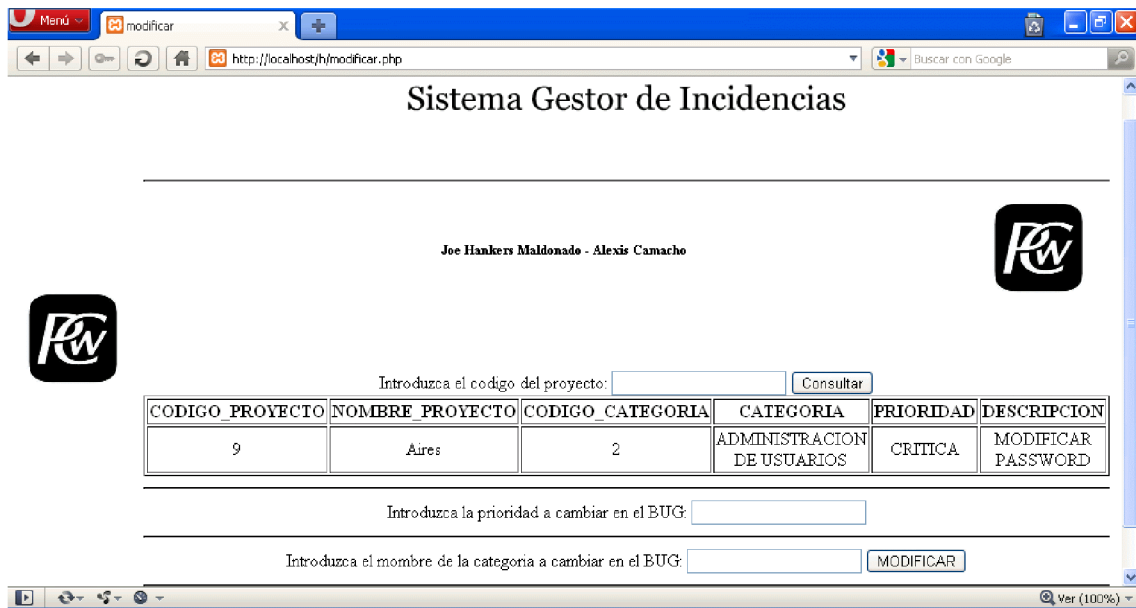 Menú
modificar
http://localhost/h/modificar.php
Buscar con Google
Sistema Gestor de Incidencias
Joe Hankers Maldonado - Alexis Camacho
PCW
PCW
Introduzca el codigo del proyecto:
Consultar
CODIGO_PROYECTO NOMBRE_PROYECTO CODIGO_CATEGORIA CATEGORIA PRIORIDAD DESCRIPCION
9 Aires 2 ADMINISTRACION DE USUARIOS CRITICA MODIFICAR PASSWORD
Introduzca la prioridad a cambiar en el BUG:
Introduzca el mombre de la categoria a cambiar en el BUG:
MODIFICAR
Ver (100%)